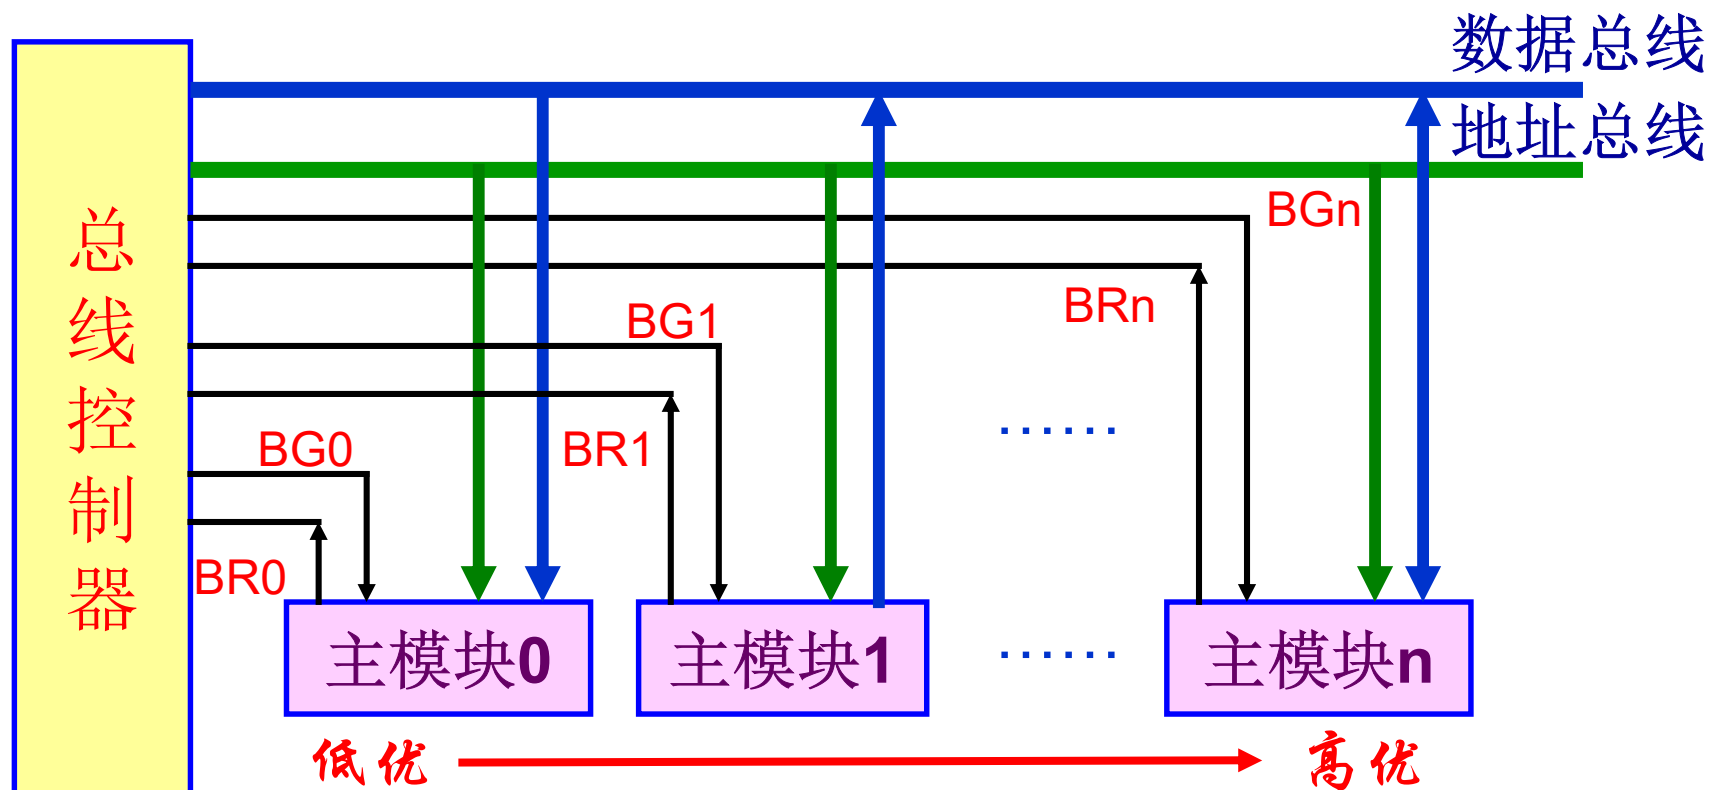 数据总线
地址总线
总线控制器
BGn
BRn
BG1
BR1
BG0
BR0
主模块0
主模块1
......
......
主模块n
低优
高优